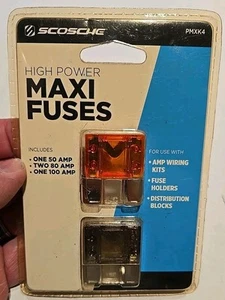 SCOSCHE
PMXK4
HIGH POWER
MAXI
FUSES
INCLUDES
• ONE 50 AMP
• TWO 80 AMP
• ONE 100 AMP
FOR USE WITH
• AMP WIRING
KITS
• FUSE
HOLDERS
• DISTRIBUTION
BLOCKS